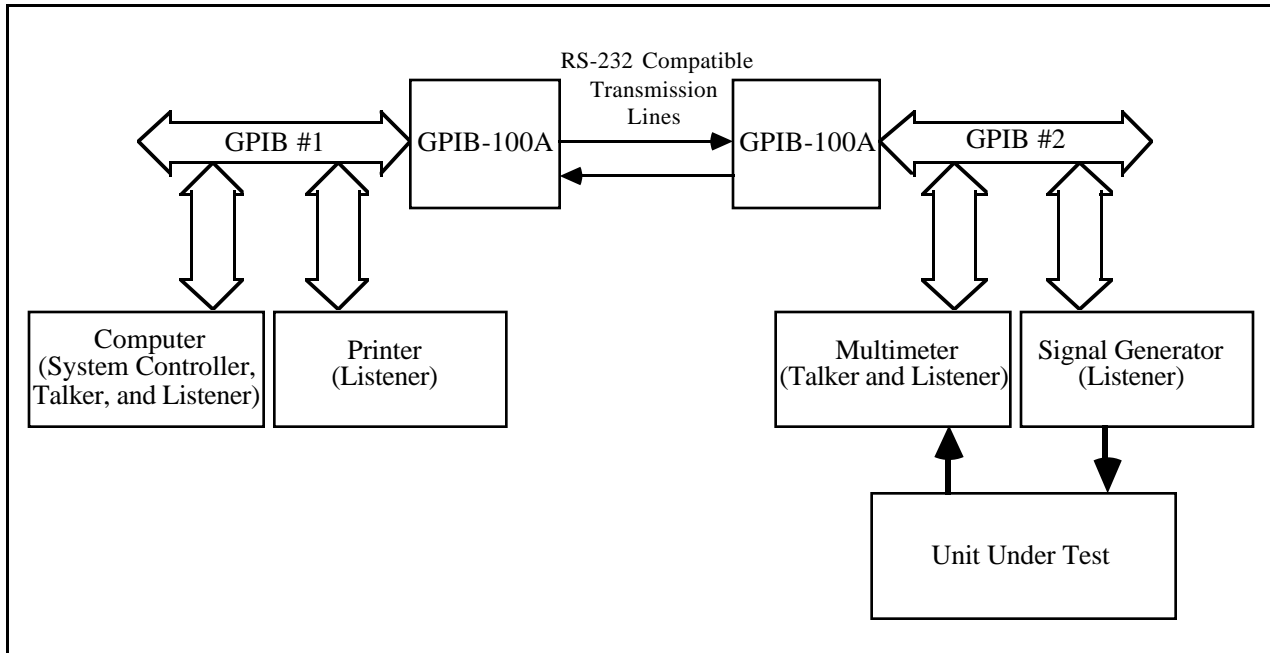 RS-232 Compatible
Transmission
Lines
GPIB #1
GPIB-100A
GPIB-100A
GPIB #2
Computer
(System Controller,
Talker, and Listener)
Printer
(Listener)
Multimeter
(Talker and Listener)
Signal Generator
(Listener)
Unit Under Test